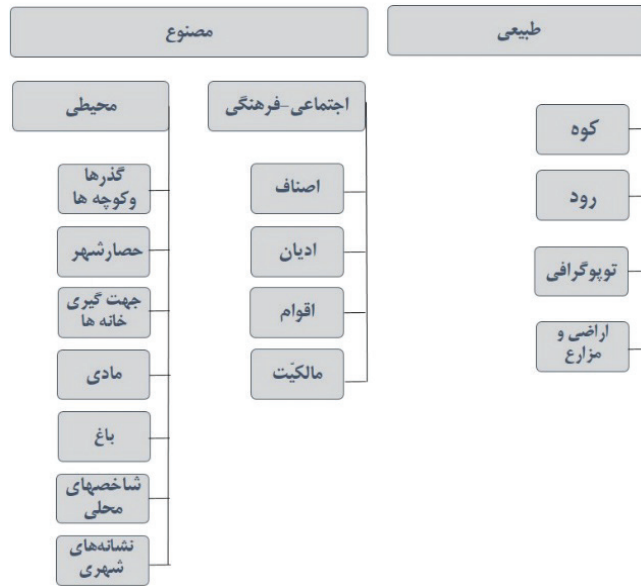 طبیعی
مصنوع
کوه
رود
توپوگرافی
اراضی و
مزارع
اجتماعی-فرهنگی
اصناف
ادیان
اقوام
مالکیّت
محیطی
گذرها
وکوچه ها
حصارشهر
جهت گیری
خانه ها
مادی
باغ
شاخصهای
محلی
نشانه‌های
شهری